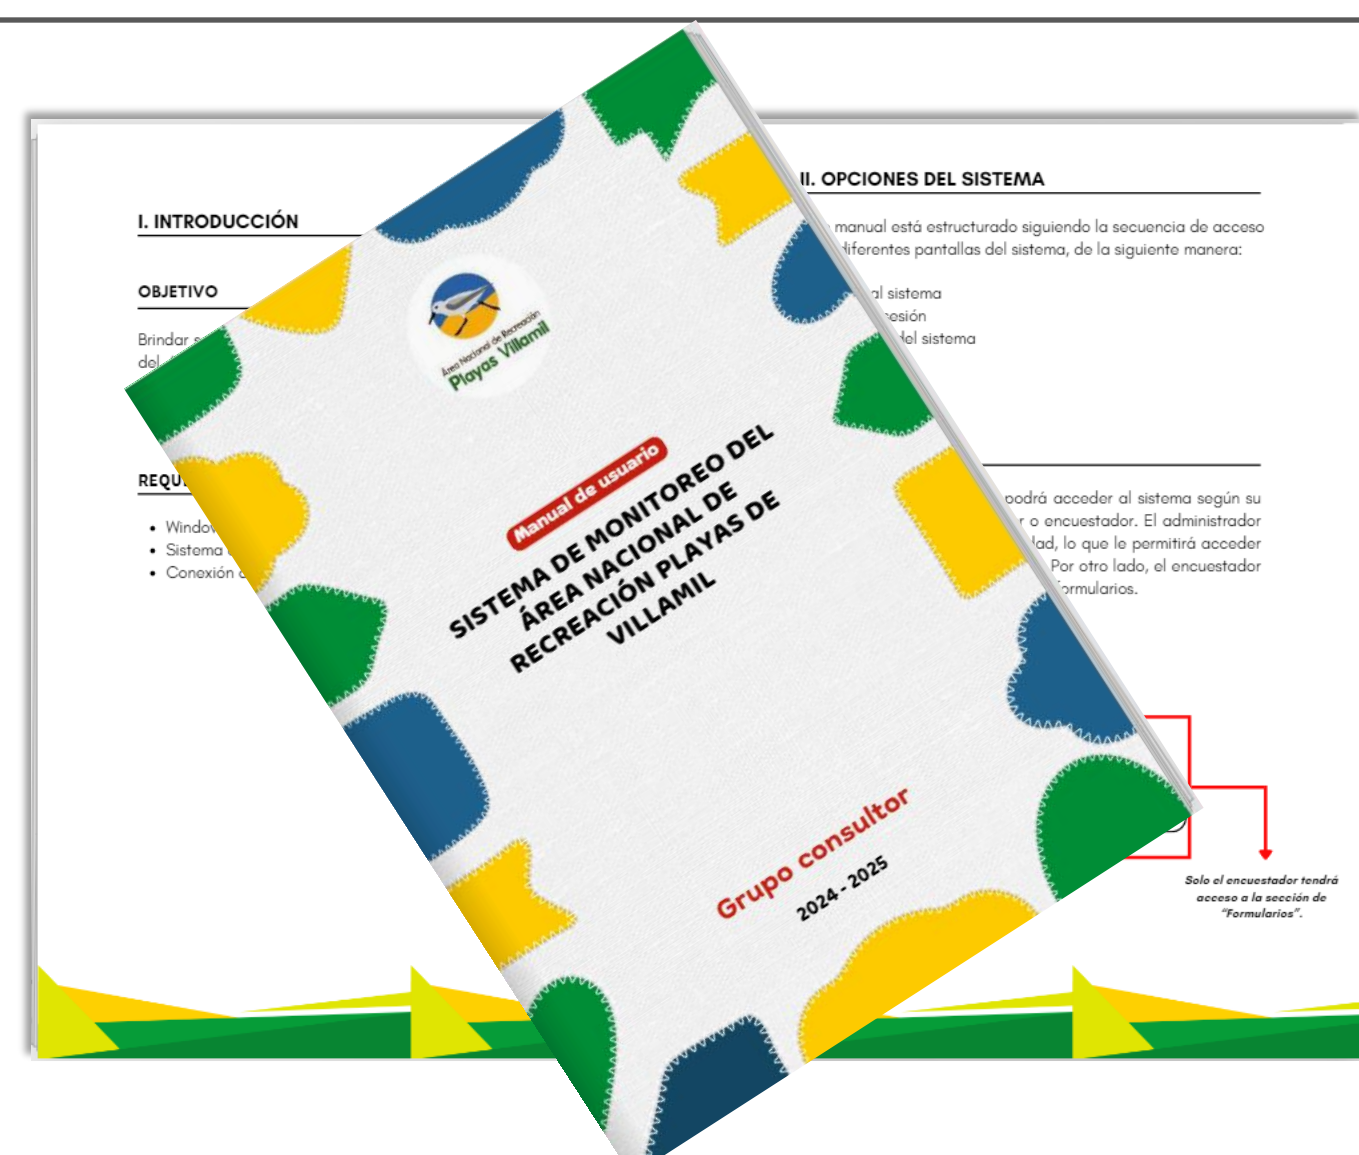 I. INTRODUCCIÓN
OBJETIVO
Brindar
REQU
Window
Sistema
Conexión
Área Nacional de Recreación
Playas Villamil
Manual de usuario
SISTEMA DE MONITOREO DEL
ÁREA NACIONAL DE
RECREACIÓN PLAYAS DE
VILLAMIL
Grupo consultor
2024 - 2025
II. OPCIONES DEL SISTEMA
manual está estructurado siguiendo la secuencia de acceso
diferentes pantallas del sistema, de la siguiente manera:
al sistema
sesión
del sistema
podrá acceder al sistema según su
r o encuestador. El administrador
dad, lo que le permitirá acceder
Por otro lado, el encuestador
formularios.
Solo el encuestador tendrá
acceso a la sección de
“Formularios”.